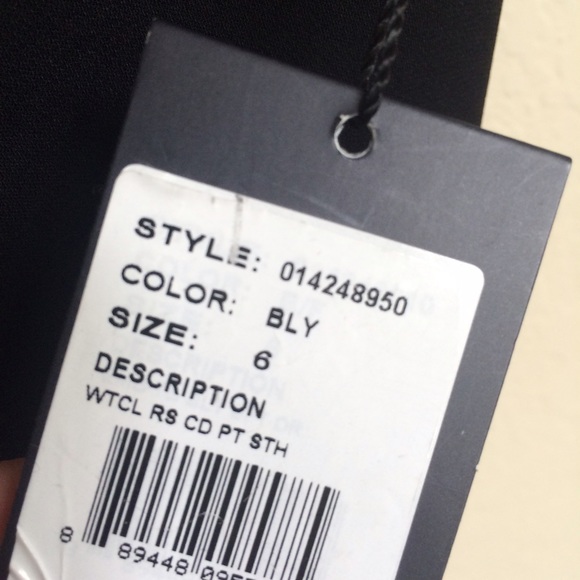 STYLE: 014248950
COLOR: BLY
SIZE: 6
DESCRIPTION
WTCL RS CD PT STH
8 89448